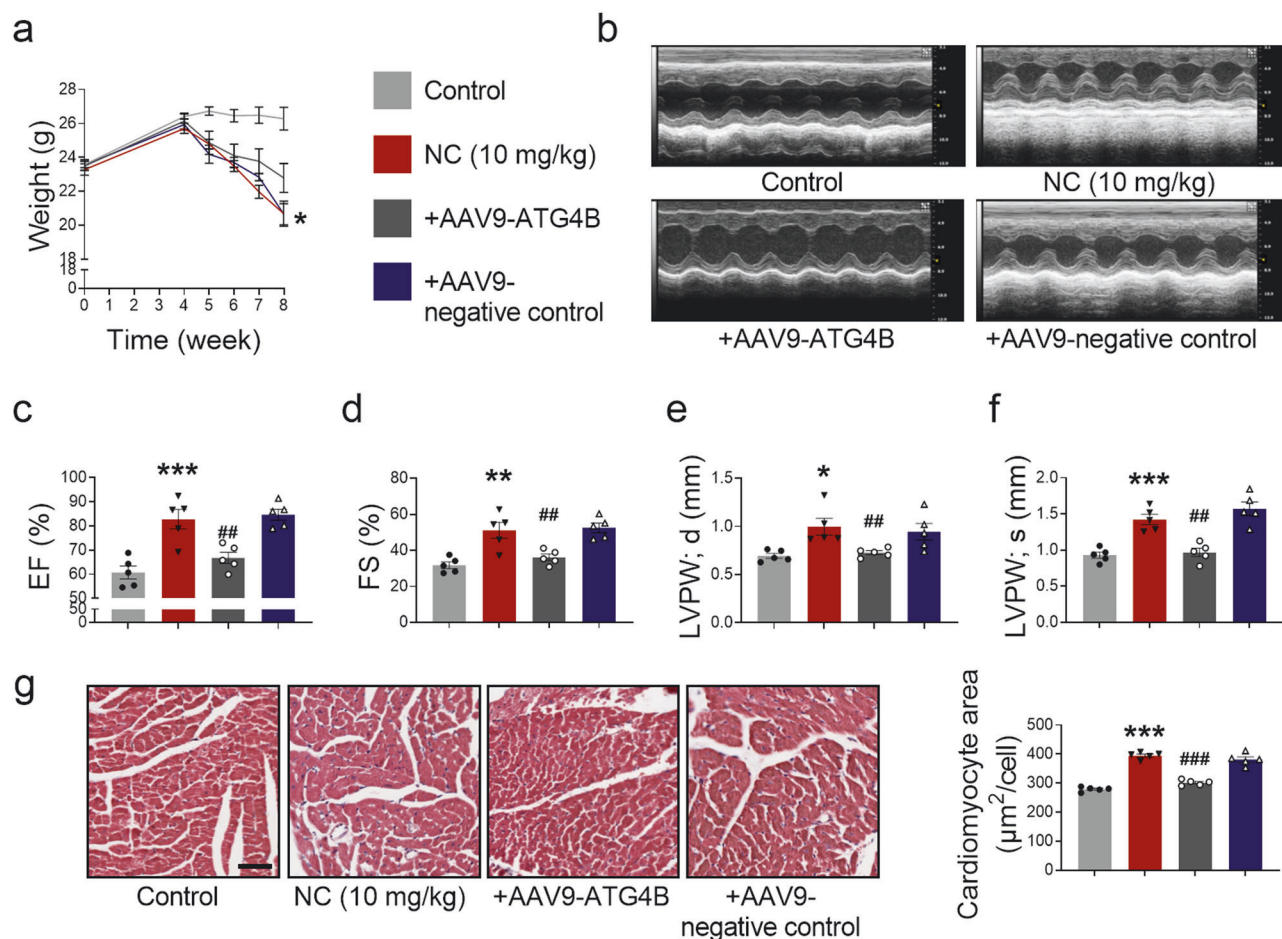 a
Weight (g)
28
26
24
22
20
18
18
0
0
1
2
3
4
5
6
7
8
*
Time (week)
Control
NC (10 mg/kg)
+AAV9-ATG4B
+AAV9-
negative control
b
Control
NC (10 mg/kg)
+AAV9-ATG4B
+AAV9-negative control
c
EF (%)
100
90
80
70
60
50
50
0
***
##
d
FS (%)
80
60
40
20
0
**
##
e
LVPW; d (mm)
1.5
1.0
0.5
0.0
*
##
f
LVPW; s (mm)
2.0
1.5
1.0
0.5
0.0
***
##
g
Control
NC (10 mg/kg)
+AAV9-ATG4B
+AAV9-
negative control
Cardiomyocyte area
(µm²/cell)
500
400
300
200
100
0
***
###